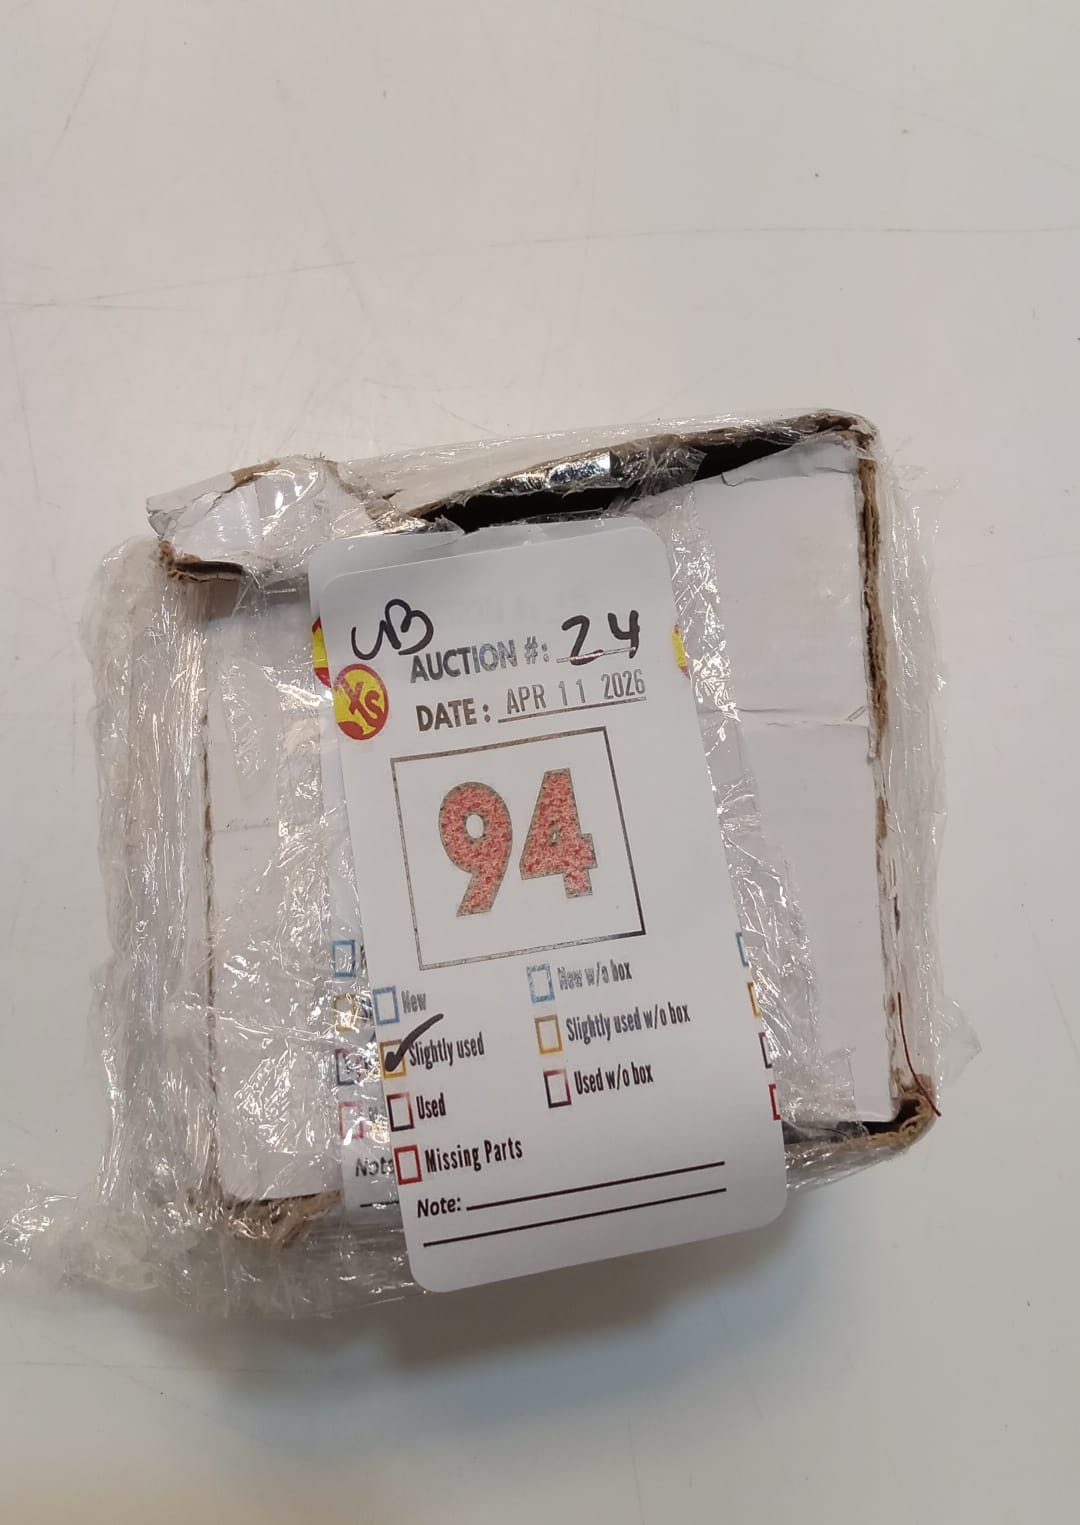 UB
AUCTION #: 24
XS
DATE: APR 11 2026
94
New
New w/o box
Slightly used
Slightly used w/o box
Used
Used w/o box
Missing Parts
Note:
Note